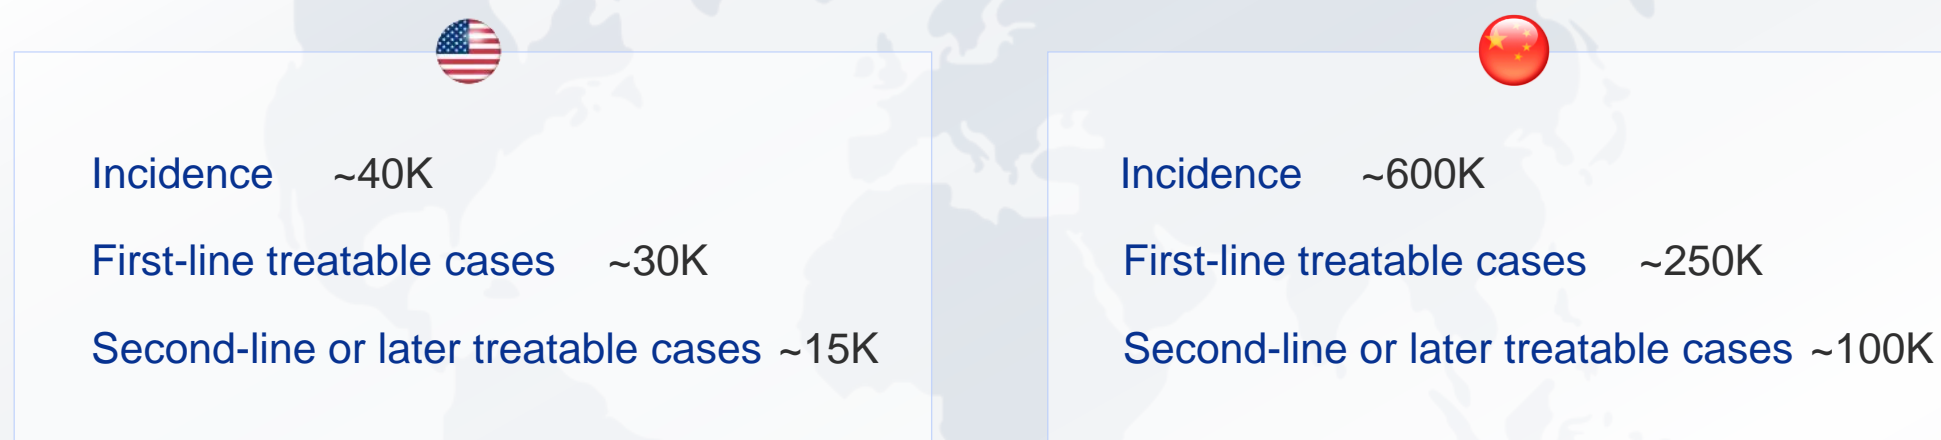 Incidence ~40K
First-line treatable cases ~30K
Second-line or later treatable cases ~15K
Incidence ~600K
First-line treatable cases ~250K
Second-line or later treatable cases ~100K